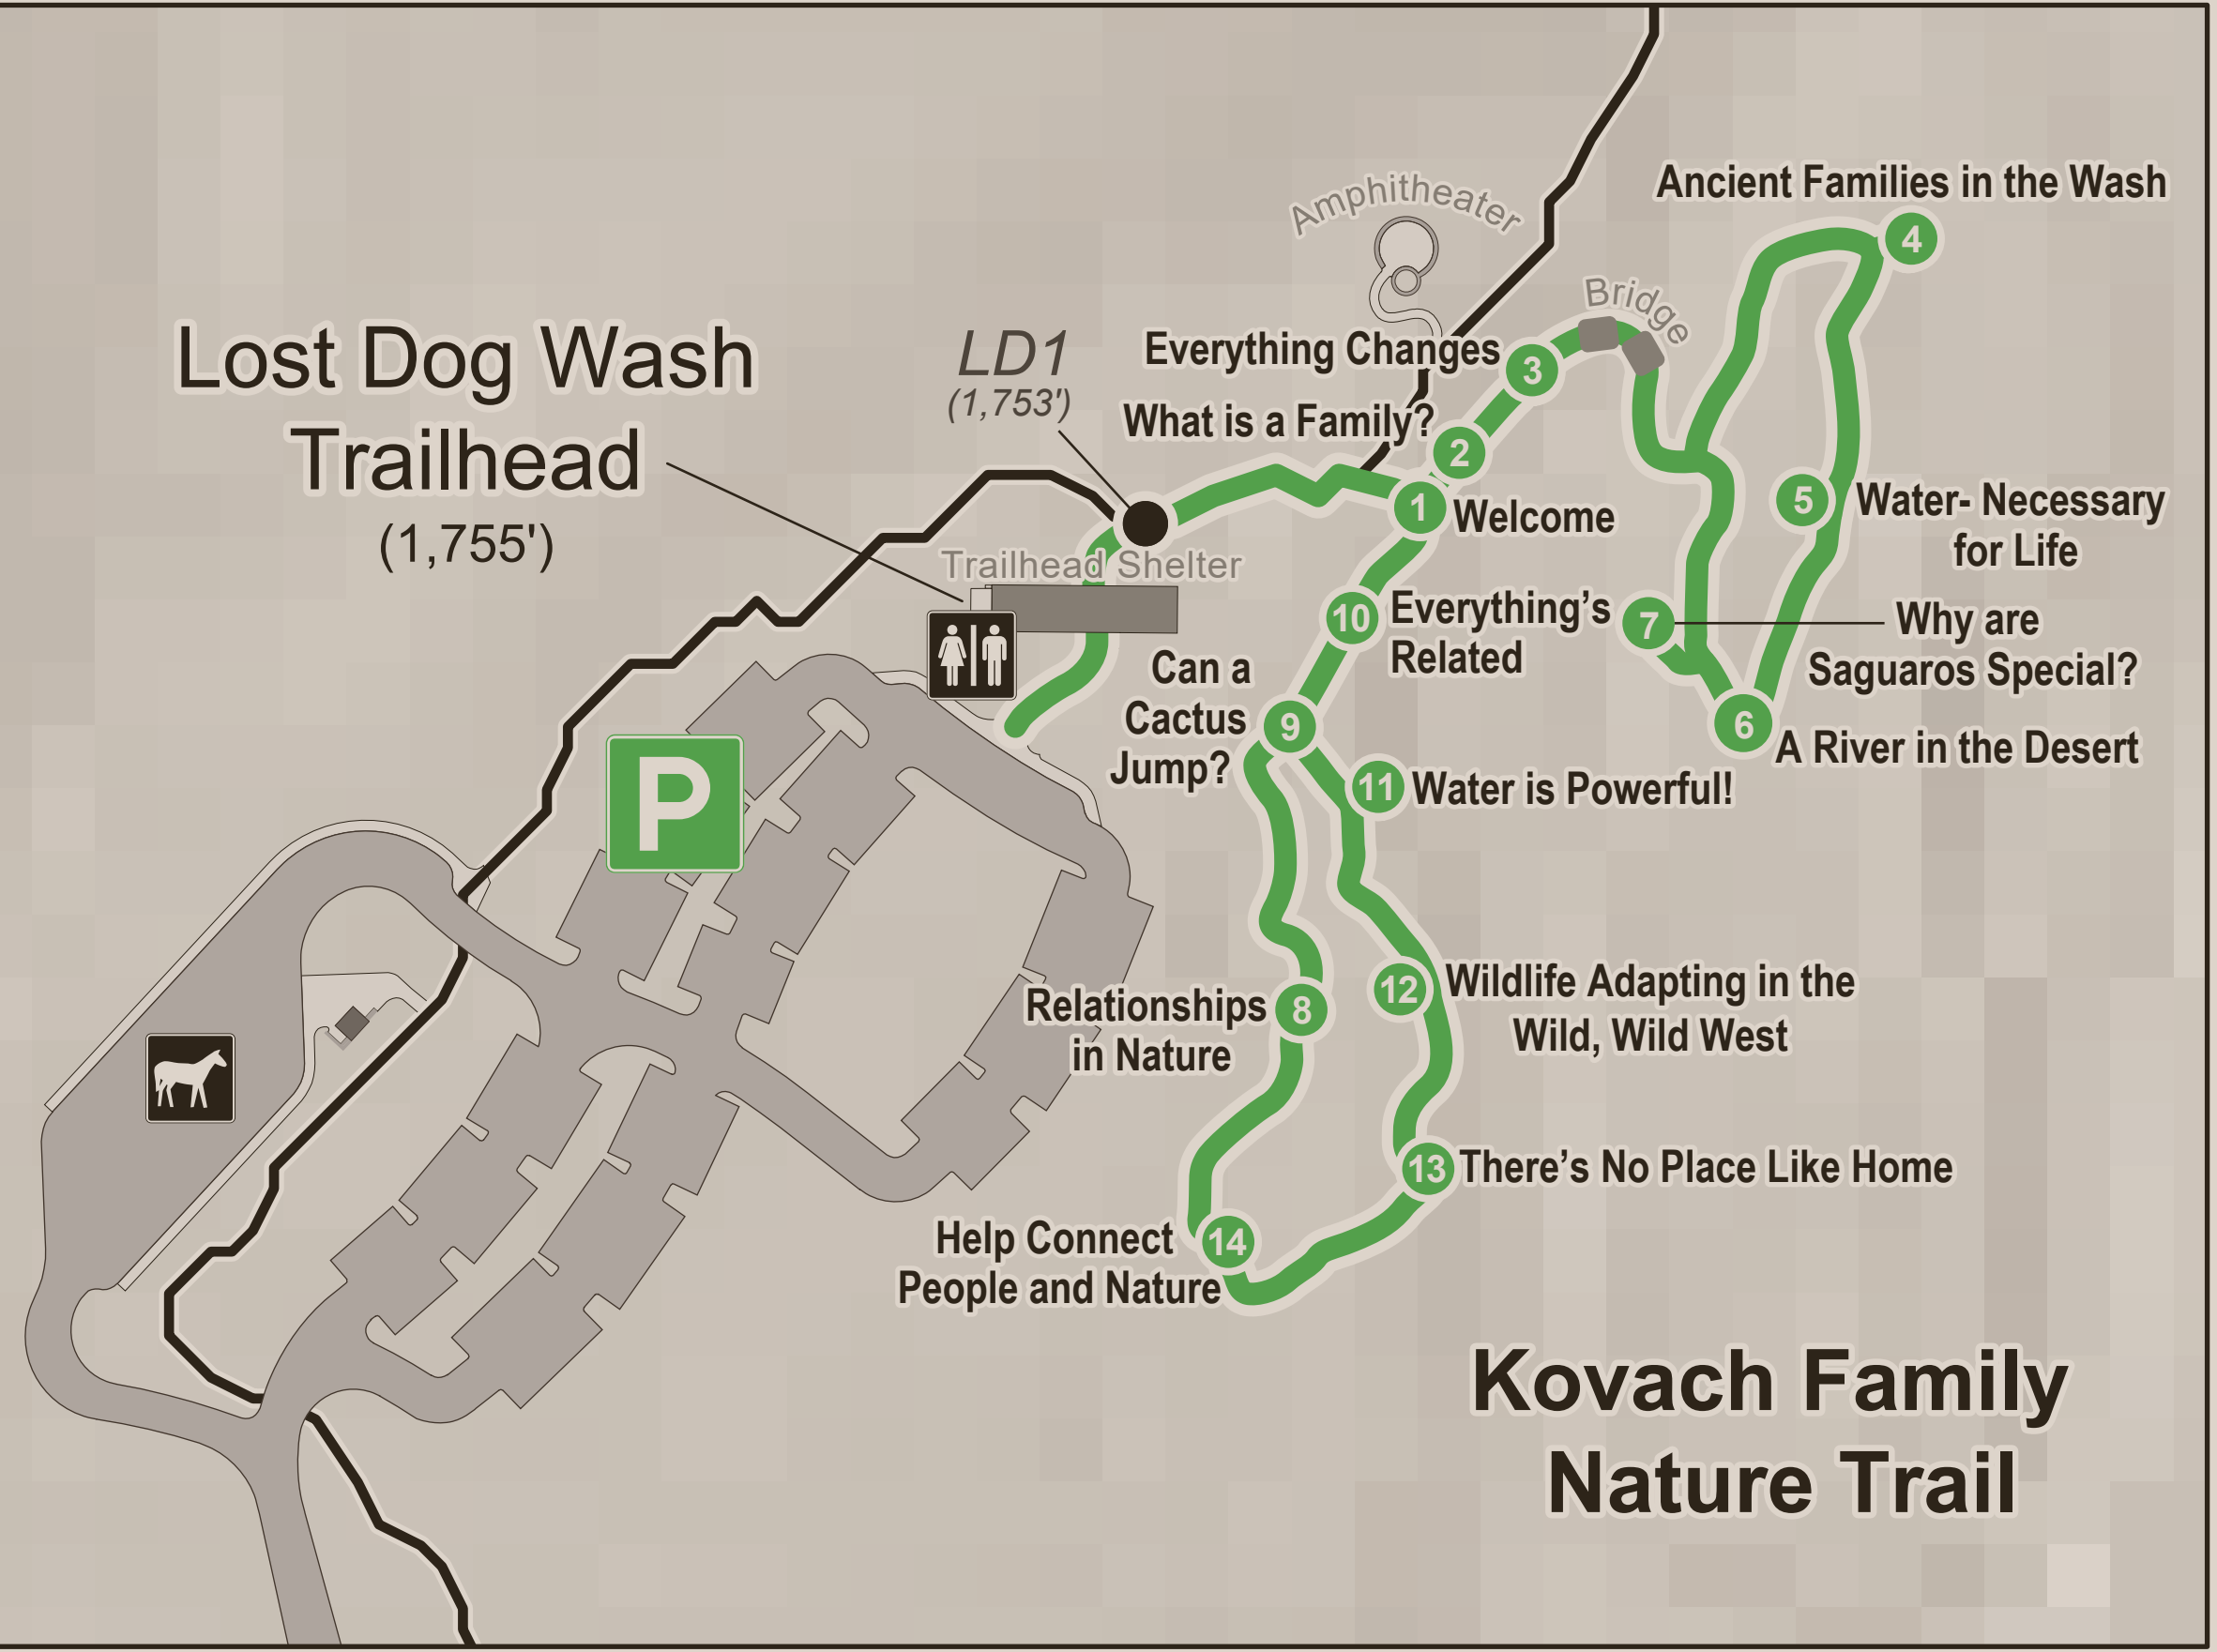 Ancient Families in the Wash
4
Amphitheater
Bridge
Lost Dog Wash
Trailhead
(1,755')
LD1
(1,753')
Everything Changes
3
What is a Family?
2
1
Welcome
5
Water- Necessary
for Life
Trailhead Shelter
10
Everything's
Related
7
Why are
Saguaros Special?
Can a
Cactus
Jump?
9
6
A River in the Desert
P
11
Water is Powerful!
Relationships
in Nature
8
12
Wildlife Adapting in the
Wild, Wild West
13
There's No Place Like Home
Help Connect
People and Nature
14
Kovach Family
Nature Trail